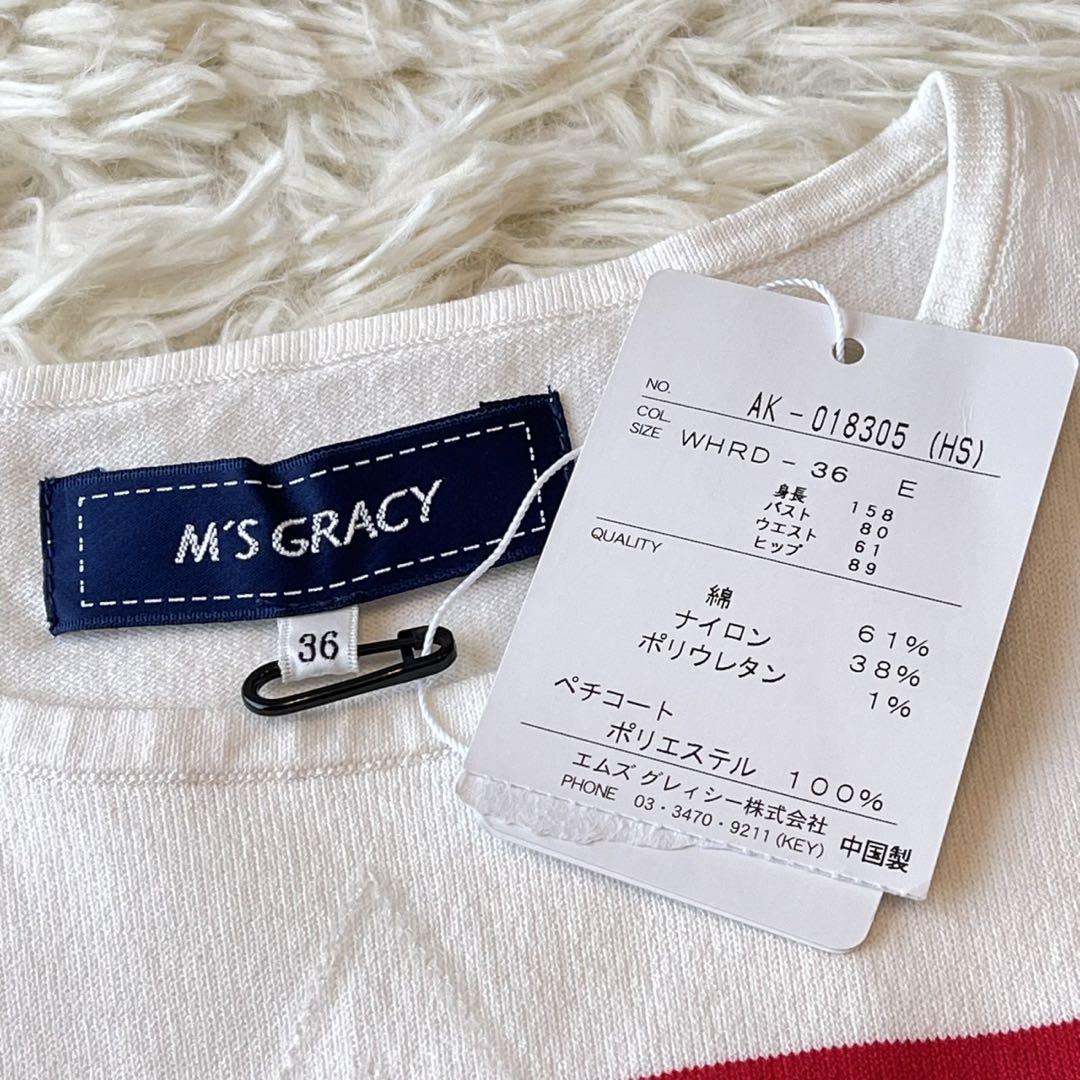 M'S GRACY
36
NO. AK-018305 (HS)
COL.
SIZE WHRD-36 E
身長 158
バスト 80
ウエスト 61
ヒップ 89
QUALITY
綿 61%
ナイロン 38%
ポリウレタン 1%
ペチコート
ポリエステル 100%
エムズ グレィシー株式会社
PHONE 03・3470・9211 (KEY) 中国製